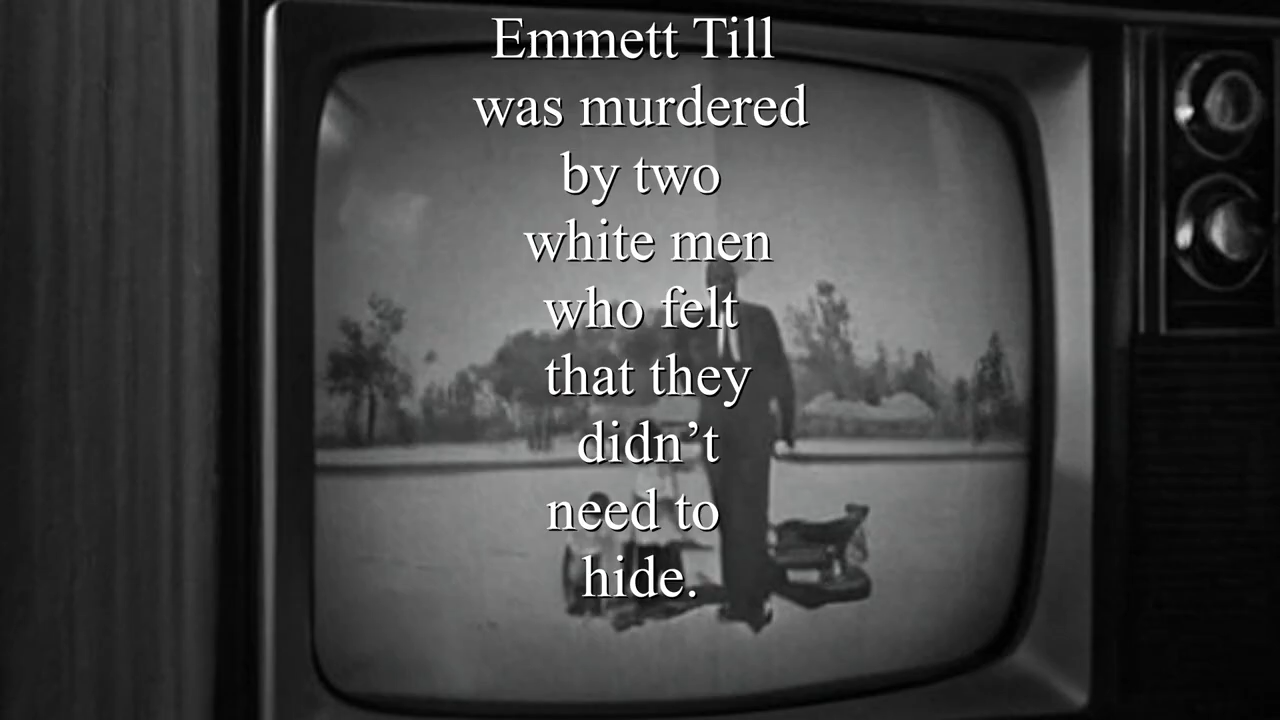 Emmett Till
was murdered
by two
white men
who felt
that they
didn’t
need to
hide.